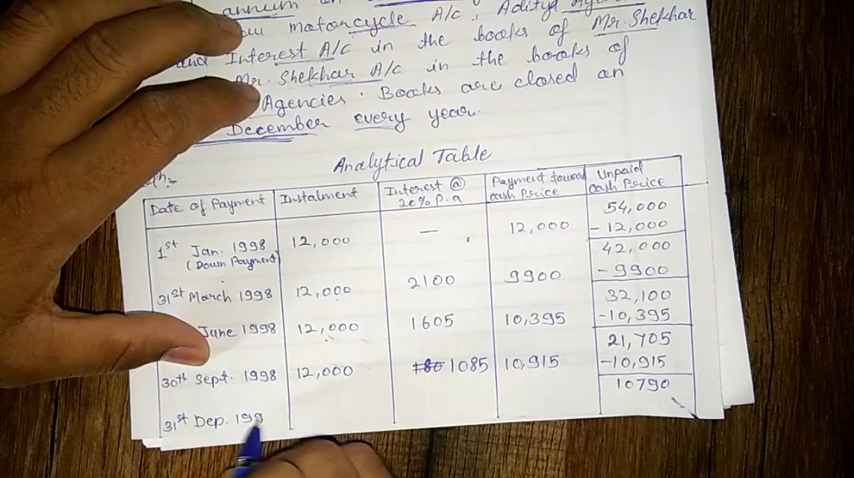 annum
motorcycle A/c, Aditya
and Interest A/c in the books of Mr. Shekhar
Mr. Shekhar A/c in the books of
Agencies. Books are closed on
December every year.
Analytical Table
Date of Payment Instalment Interest @ 20% P.a Payment toward cash Price Unpaid cash Price
54,000
1st Jan. 1998 (Down Payment) 12,000 — 12,000 - 12,000
42,000
31st March 1998 12,000 2100 9900 - 9900
32,100
June 1998 12,000 1605 10,395 -10,395
21,705
30th Sept. 1998 12,000 1085 10,915 -10,915
10790
31st Dep. 199